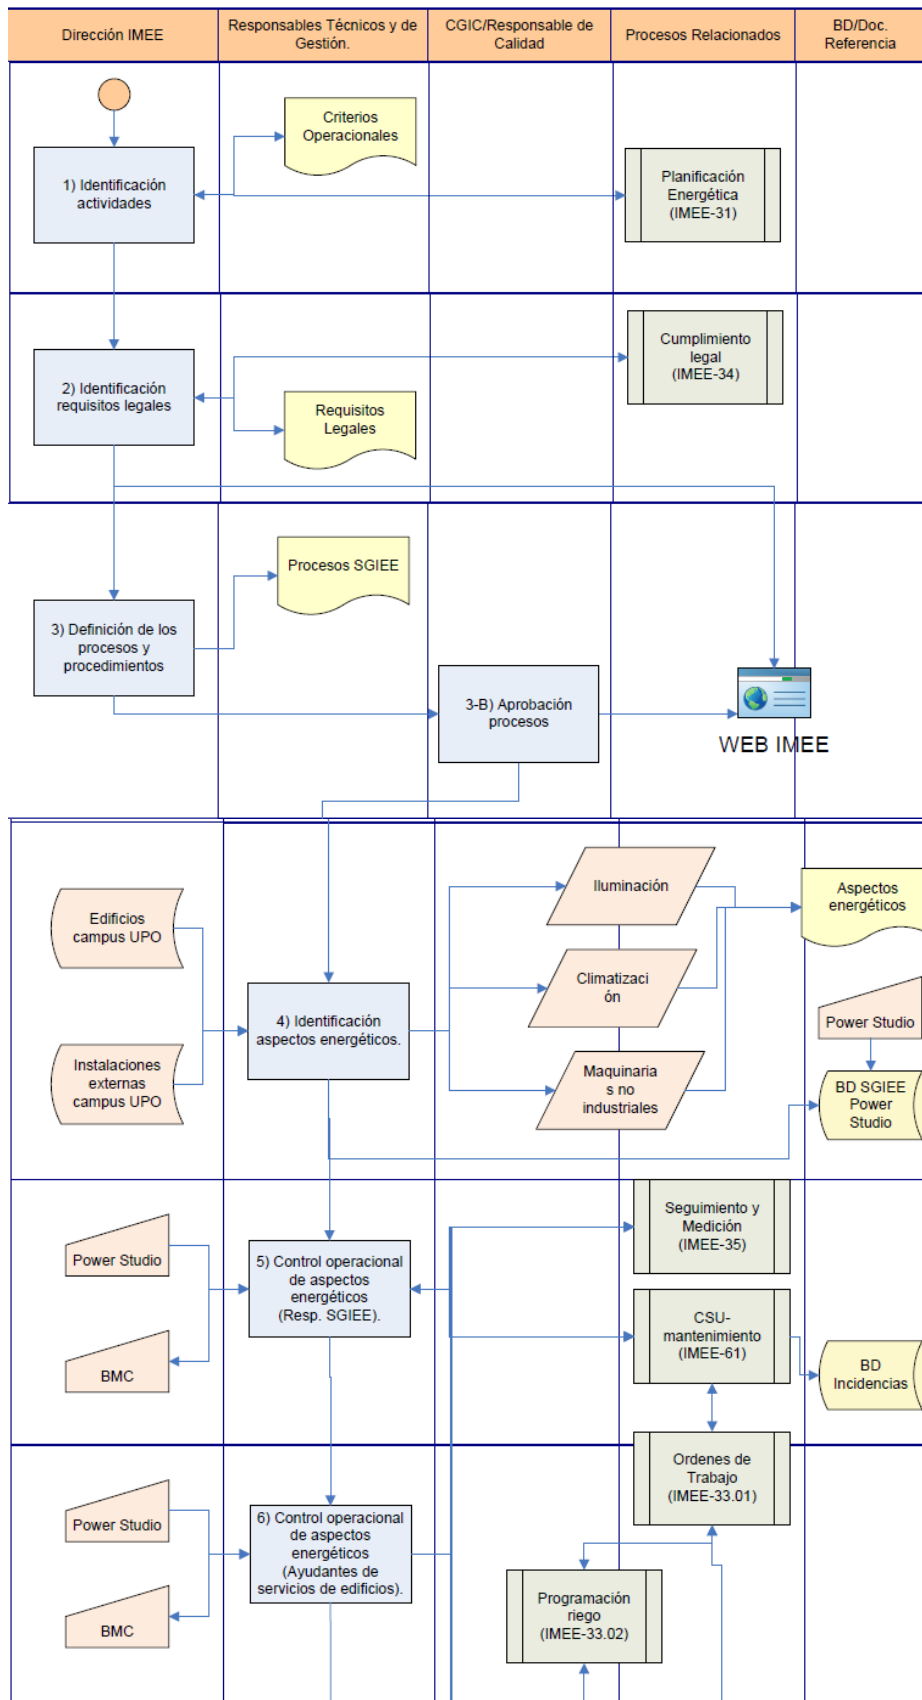 Dirección IMEE
Responsables Técnicos y de
Gestión.
CGIC/Responsable de
Calidad
Procesos Relacionados
BD/Doc.
Referencia
Criterios
Operacionales
1) Identificación
actividades
Planificación
Energética
(IMEE-31)
Cumplimiento
legal
(IMEE-34)
2) Identificación
requisitos legales
Requisitos
Legales
Procesos SGIEE
3) Definición de los
procesos y
procedimientos
3-B) Aprobación
procesos
WEB IMEE
Edificios
campus UPO
Iluminación
Aspectos
energéticos
Climatizaci
ón
4) Identificación
aspectos energéticos.
Power Studio
Instalaciones
externas
campus UPO
Maquinaria
s no
industriales
BD SGIEE
Power
Studio
Power Studio
5) Control operacional
de aspectos
energéticos
(Resp. SGIEE).
Seguimiento y
Medición
(IMEE-35)
BMC
CSU-
mantenimiento
(IMEE-61)
BD
Incidencias
Ordenes de
Trabajo
(IMEE-33.01)
Power Studio
6) Control operacional
de aspectos
energéticos
(Ayudantes de
servicios de edificios).
BMC
Programación
riego
(IMEE-33.02)